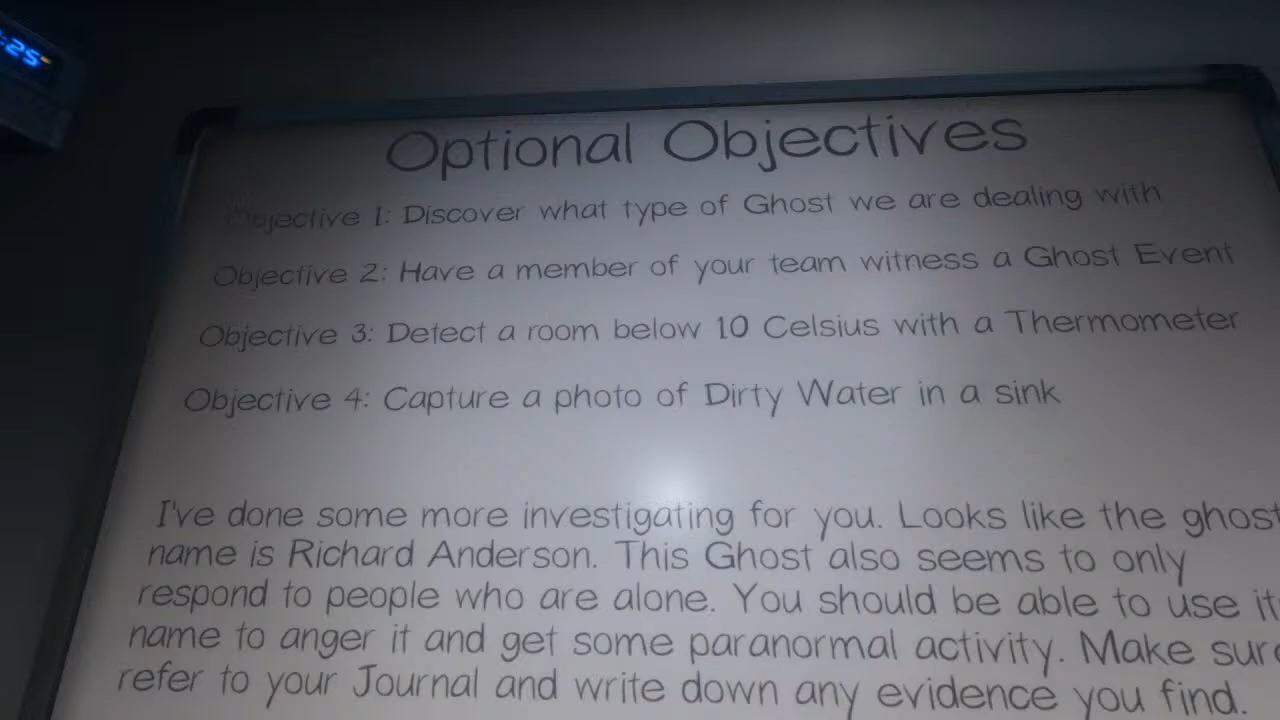 :25
Optional Objectives
Objective 1: Discover what type of Ghost we are dealing with
Objective 2: Have a member of your team witness a Ghost Event
Objective 3: Detect a room below 10 Celsius with a Thermometer
Objective 4: Capture a photo of Dirty Water in a sink
I've done some more investigating for you. Looks like the ghost
name is Richard Anderson. This Ghost also seems to only
respond to people who are alone. You should be able to use it
name to anger it and get some paranormal activity. Make sure
refer to your Journal and write down any evidence you find.